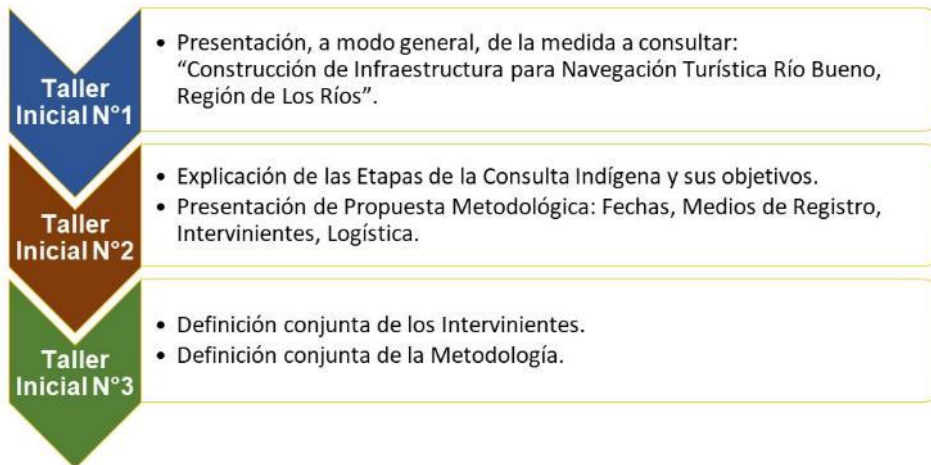 Taller
Inicial N°1
• Presentación, a modo general, de la medida a consultar:
“Construcción de Infraestructura para Navegación Turística Río Bueno,
Región de Los Ríos”.
Taller
Inicial N°2
• Explicación de las Etapas de la Consulta Indígena y sus objetivos.
• Presentación de Propuesta Metodológica: Fechas, Medios de Registro,
Intervinientes, Logística.
Taller
Inicial N°3
• Definición conjunta de los Intervinientes.
• Definición conjunta de la Metodología.